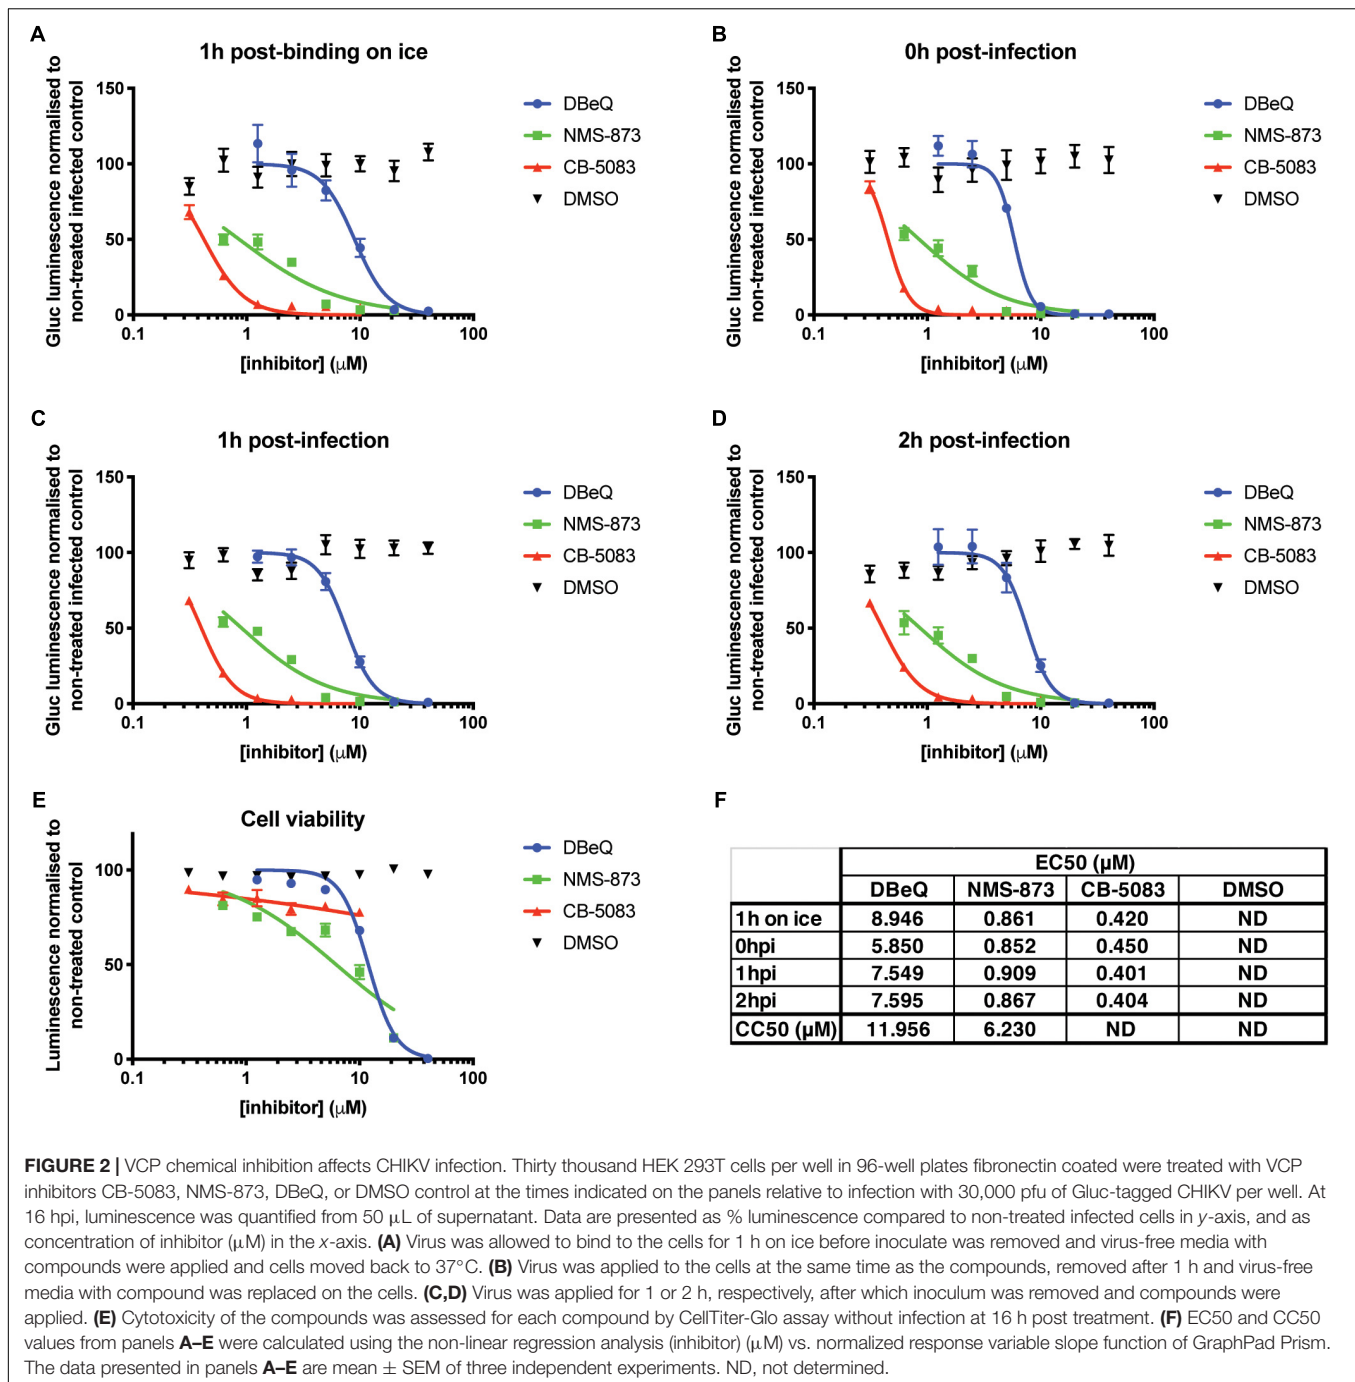 A
1h post-binding on ice
Gluc luminescence normalised to
non-treated infected control
150
100
50
0
0.1
1
10
100
[inhibitor] (μM)
DBeQ
NMS-873
CB-5083
DMSO
B
0h post-infection
Gluc luminescence normalised to
non-treated infected control
150
100
50
0
0.1
1
10
100
[inhibitor] (μM)
DBeQ
NMS-873
CB-5083
DMSO
C
1h post-infection
Gluc luminescence normalised to
non-treated infected control
150
100
50
0
0.1
1
10
100
[inhibitor] (μM)
DBeQ
NMS-873
CB-5083
DMSO
D
2h post-infection
Gluc luminescence normalised to
non-treated infected control
150
100
50
0
0.1
1
10
100
[inhibitor] (μM)
DBeQ
NMS-873
CB-5083
DMSO
E
Cell viability
Luminescence normalised to
non-treated control
100
50
0
0.1
1
10
100
[inhibitor] (μM)
DBeQ
NMS-873
CB-5083
DMSO
F
EC50 (μM)
DBeQ NMS-873 CB-5083 DMSO
1h on ice 8.946 0.861 0.420 ND
0hpi 5.850 0.852 0.450 ND
1hpi 7.549 0.909 0.401 ND
2hpi 7.595 0.867 0.404 ND
CC50 (μM) 11.956 6.230 ND ND
FIGURE 2 | VCP chemical inhibition affects CHIKV infection. Thirty thousand HEK 293T cells per well in 96-well plates fibronectin coated were treated with VCP
inhibitors CB-5083, NMS-873, DBeQ, or DMSO control at the times indicated on the panels relative to infection with 30,000 pfu of Gluc-tagged CHIKV per well. At
16 hpi, luminescence was quantified from 50 μL of supernatant. Data are presented as % luminescence compared to non-treated infected cells in y-axis, and as
concentration of inhibitor (μM) in the x-axis. (A) Virus was allowed to bind to the cells for 1 h on ice before inoculate was removed and virus-free media with
compounds were applied and cells moved back to 37°C. (B) Virus was applied to the cells at the same time as the compounds, removed after 1 h and virus-free
media with compound was replaced on the cells. (C,D) Virus was applied for 1 or 2 h, respectively, after which inoculum was removed and compounds were
applied. (E) Cytotoxicity of the compounds was assessed for each compound by CellTiter-Glo assay without infection at 16 h post treatment. (F) EC50 and CC50
values from panels A–E were calculated using the non-linear regression analysis (inhibitor) (μM) vs. normalized response variable slope function of GraphPad Prism.
The data presented in panels A–E are mean ± SEM of three independent experiments. ND, not determined.